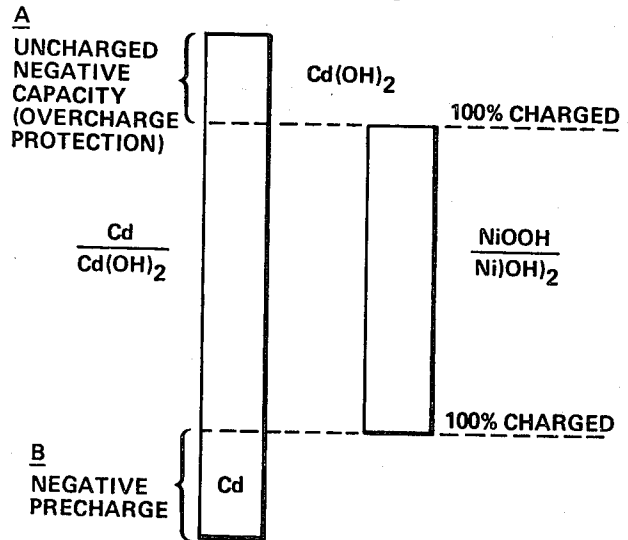 A
UNCHARGED
NEGATIVE
CAPACITY
(OVERCHARGE
PROTECTION)
Cd(OH)2
100% CHARGED
Cd
Cd(OH)2
NiOOH
Ni)OH)2
100% CHARGED
B
NEGATIVE
PRECHARGE
Cd